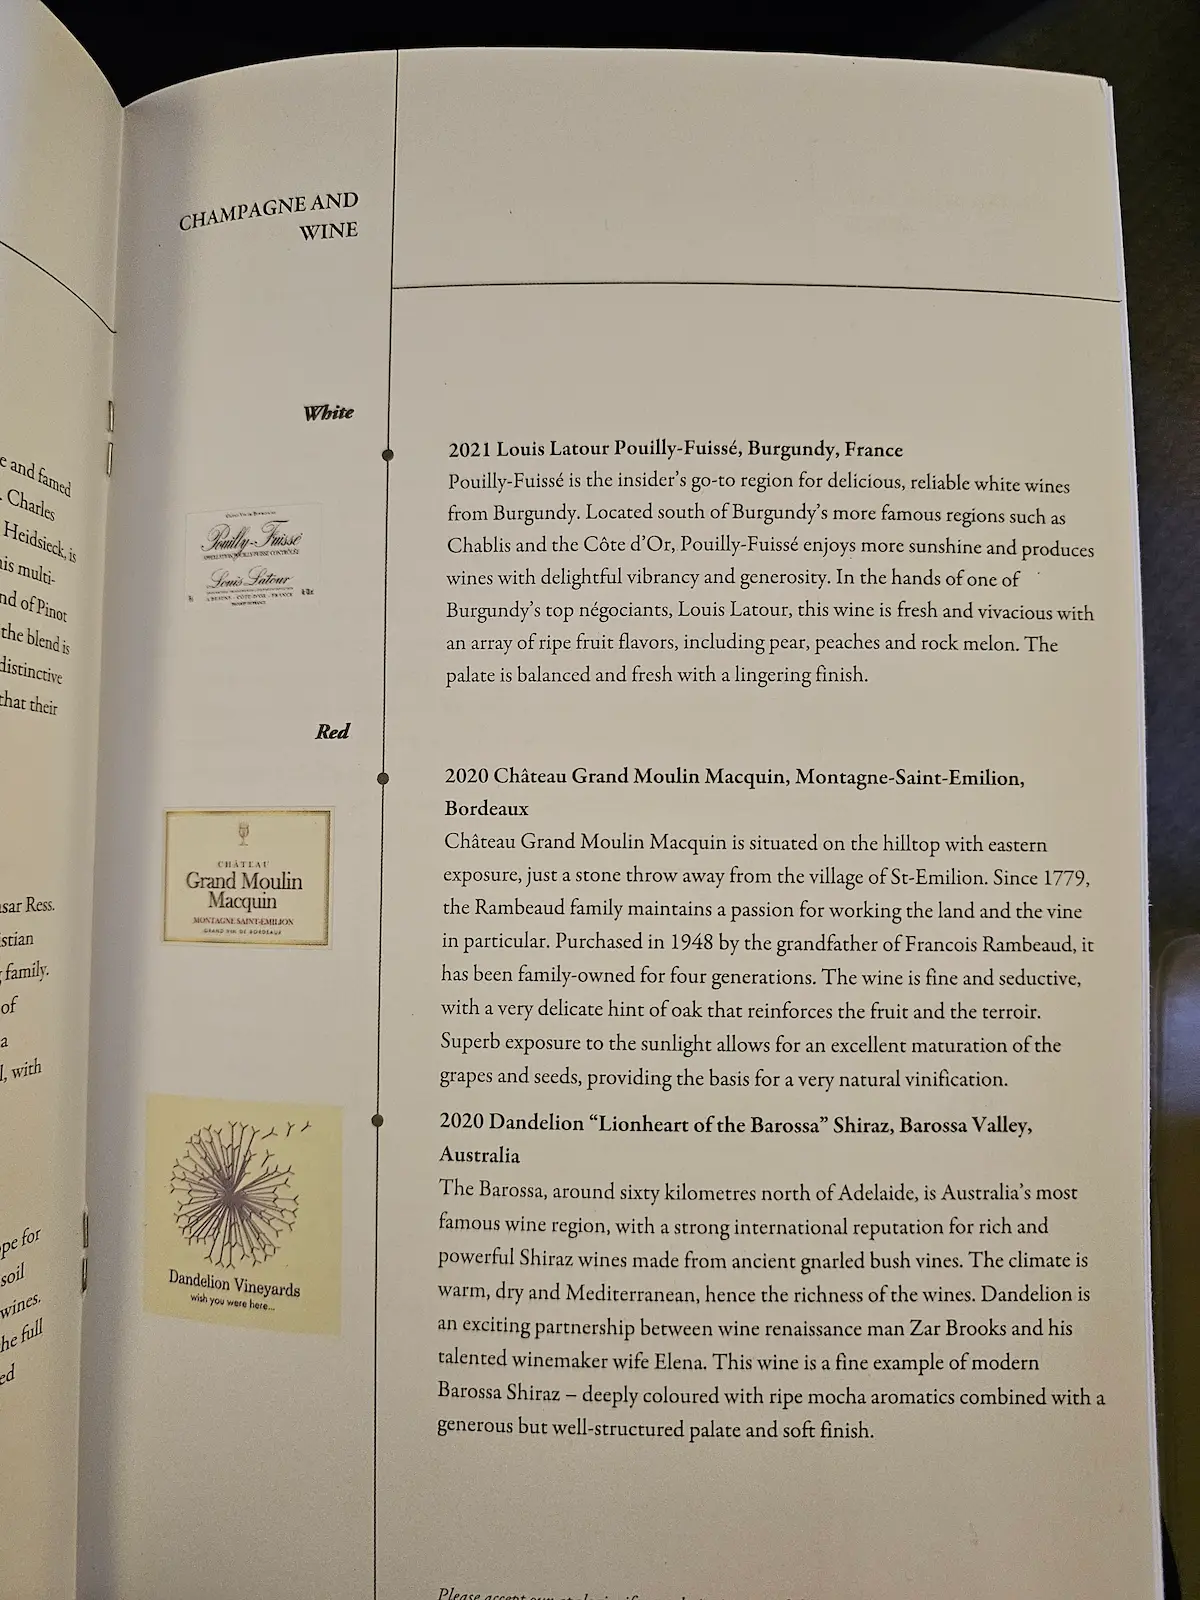 e and famed
. Charles
Heidsieck, is
is multi-
nd of Pinot
the blend is
distinctive
that their
sar Ress.
istian
family.
of
a
l, with
pe for
soil
wines.
he full
ed
CHAMPAGNE AND
WINE
White
2021 Louis Latour Pouilly-Fuissé, Burgundy, France
Pouilly-Fuissé is the insider's go-to region for delicious, reliable white wines
from Burgundy. Located south of Burgundy's more famous regions such as
Chablis and the Côte d'Or, Pouilly-Fuissé enjoys more sunshine and produces
wines with delightful vibrancy and generosity. In the hands of one of
Burgundy's top négociants, Louis Latour, this wine is fresh and vivacious with
an array of ripe fruit flavors, including pear, peaches and rock melon. The
palate is balanced and fresh with a lingering finish.
Pouilly-Fuissé
Louis Latour
Red
2020 Château Grand Moulin Macquin, Montagne-Saint-Emilion,
Bordeaux
Château Grand Moulin Macquin is situated on the hilltop with eastern
exposure, just a stone throw away from the village of St-Emilion. Since 1779,
the Rambeaud family maintains a passion for working the land and the vine
in particular. Purchased in 1948 by the grandfather of Francois Rambeaud, it
has been family-owned for four generations. The wine is fine and seductive,
with a very delicate hint of oak that reinforces the fruit and the terroir.
Superb exposure to the sunlight allows for an excellent maturation of the
grapes and seeds, providing the basis for a very natural vinification.
CHÂTEAU
Grand Moulin
Macquin
MONTAGNE SAINT-EMILION
GRAND VIN DE BORDEAUX
2020 Dandelion “Lionheart of the Barossa” Shiraz, Barossa Valley,
Australia
The Barossa, around sixty kilometres north of Adelaide, is Australia's most
famous wine region, with a strong international reputation for rich and
powerful Shiraz wines made from ancient gnarled bush vines. The climate is
warm, dry and Mediterranean, hence the richness of the wines. Dandelion is
an exciting partnership between wine renaissance man Zar Brooks and his
talented winemaker wife Elena. This wine is a fine example of modern
Barossa Shiraz – deeply coloured with ripe mocha aromatics combined with a
generous but well-structured palate and soft finish.
Dandelion Vineyards
wish you were here...
Please accept our